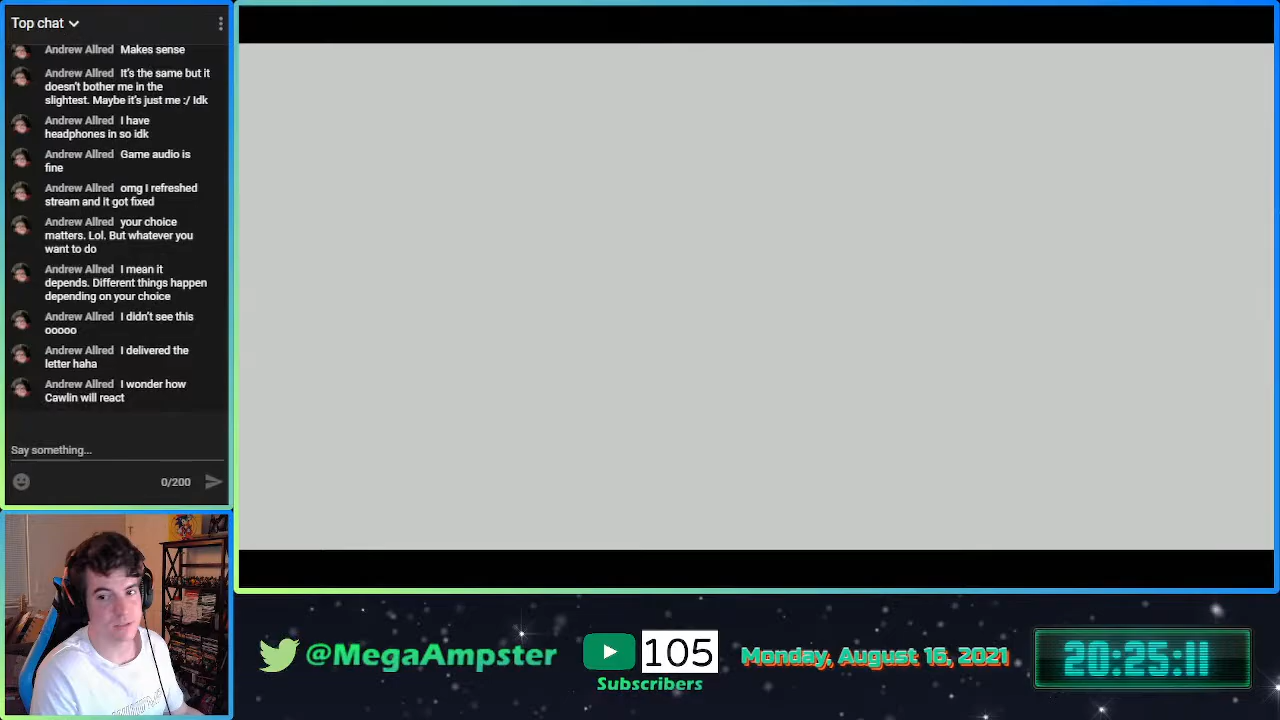 Top chat
Andrew Allred Makes sense
Andrew Allred It's the same but it
doesn't bother me in the
slightest. Maybe it's just me :/ Idk
Andrew Allred I have
headphones in so idk
Andrew Allred Game audio is
fine
Andrew Allred omg I refreshed
stream and it got fixed
Andrew Allred your choice
matters. Lol. But whatever you
want to do
Andrew Allred I mean it
depends. Different things happen
depending on your choice
Andrew Allred I didn't see this
ooooo
Andrew Allred I delivered the
letter haha
Andrew Allred I wonder how
Cawlin will react
Say something...
0/200
@MegaAmpster
105
Subscribers
Monday, August 16, 2021
20:25:11